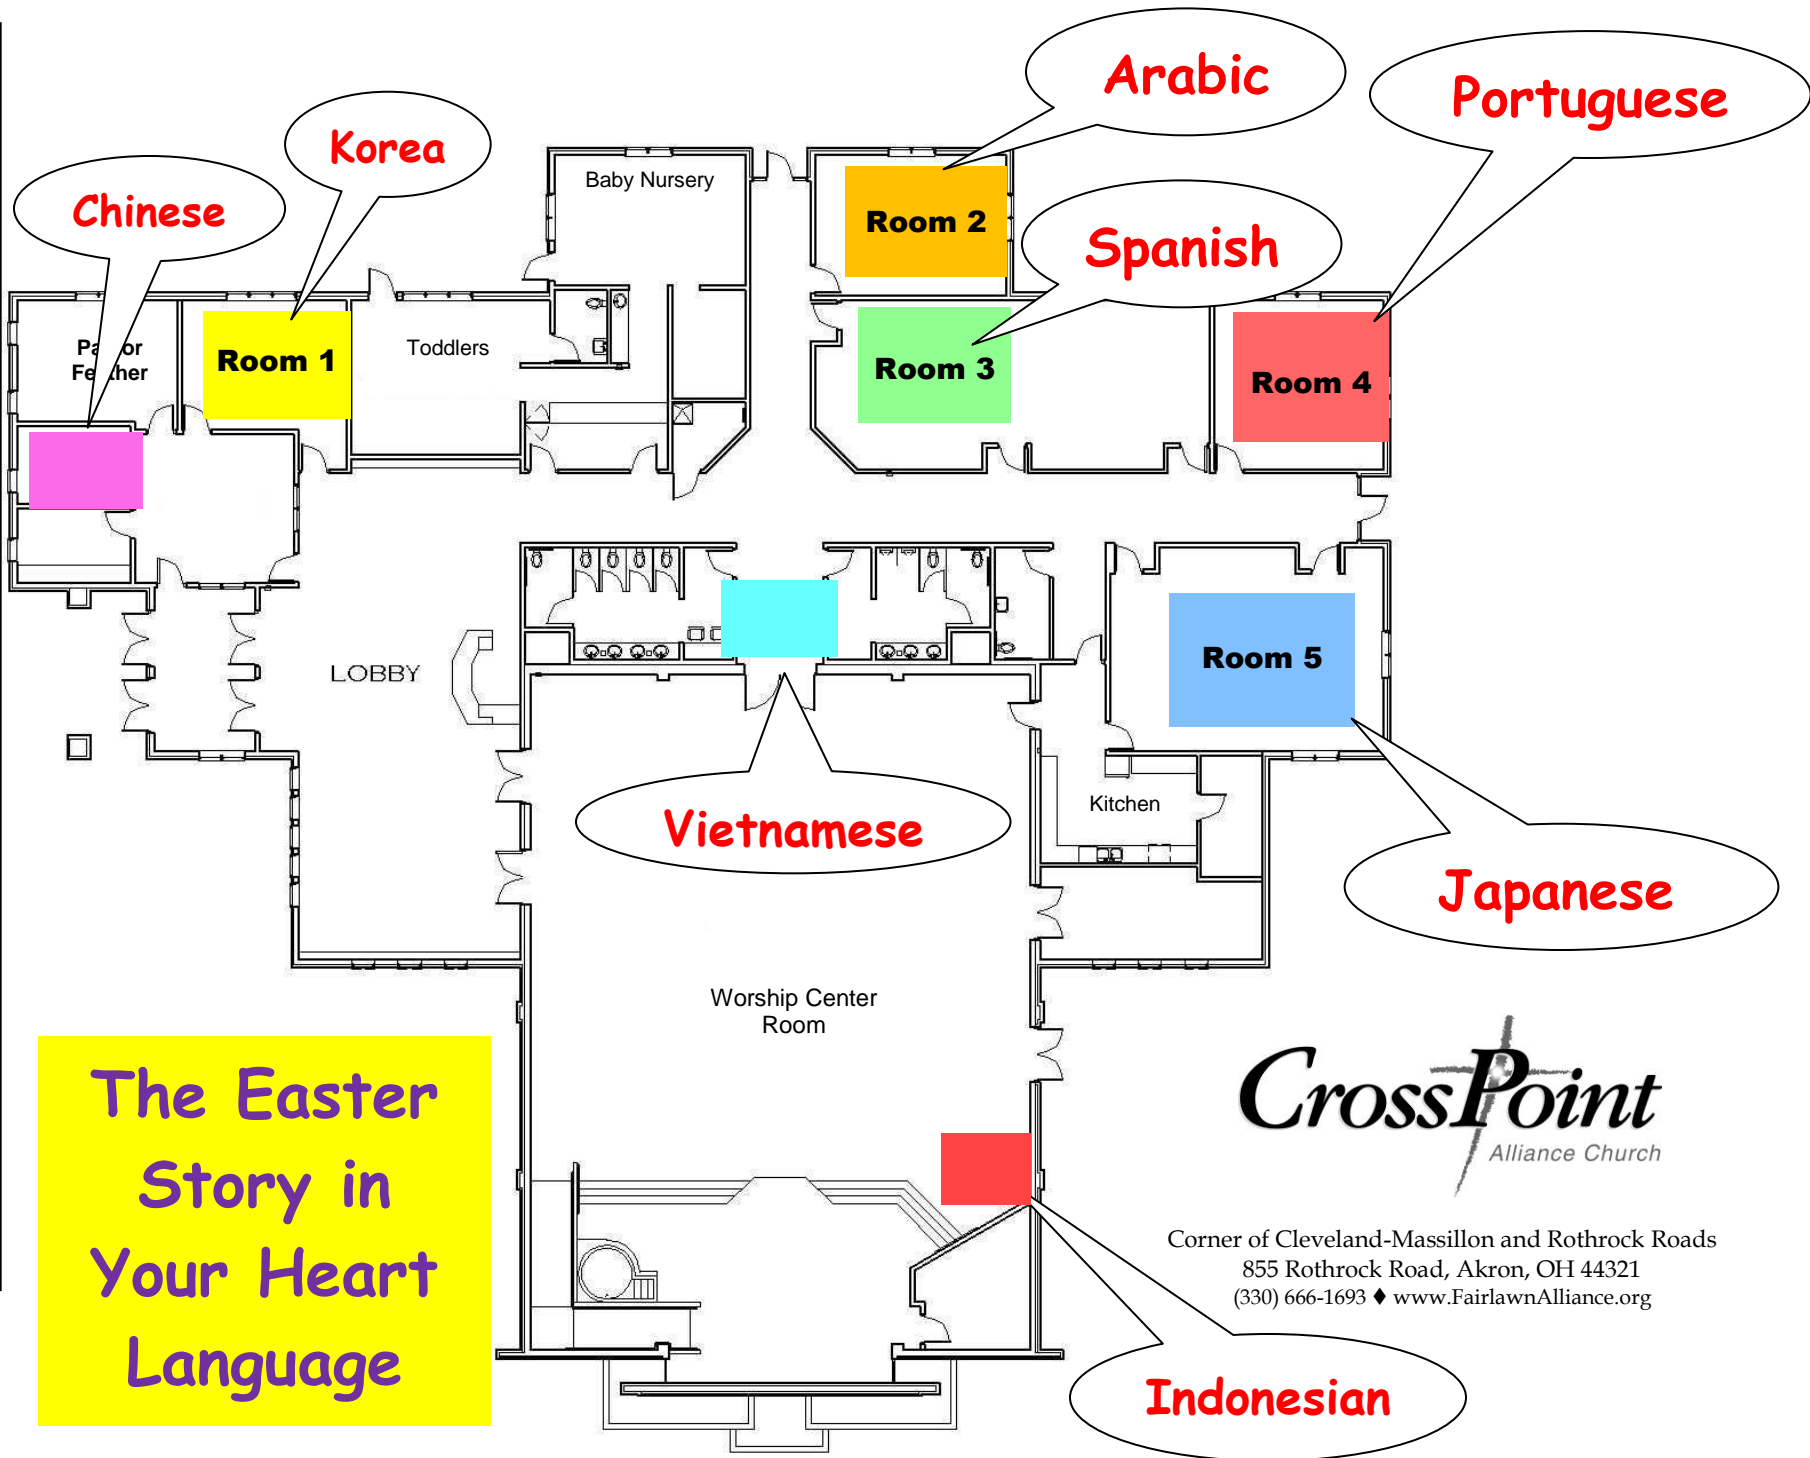 Arabic
Portuguese
Korea
Chinese
Baby Nursery
Room 2
Spanish
Toddlers
Room 1
Room 3
Room 4
Feather
LOBBY
Room 5
Vietnamese
Kitchen
Japanese
Worship Center
Room
The Easter
Story in
Your Heart
Language
CrossPoint
Alliance Church
Corner of Cleveland-Massillon and Rothrock Roads
855 Rothrock Road, Akron, OH 44321
(330) 666-1693 ♦ www.FairlawnAlliance.org
Indonesian